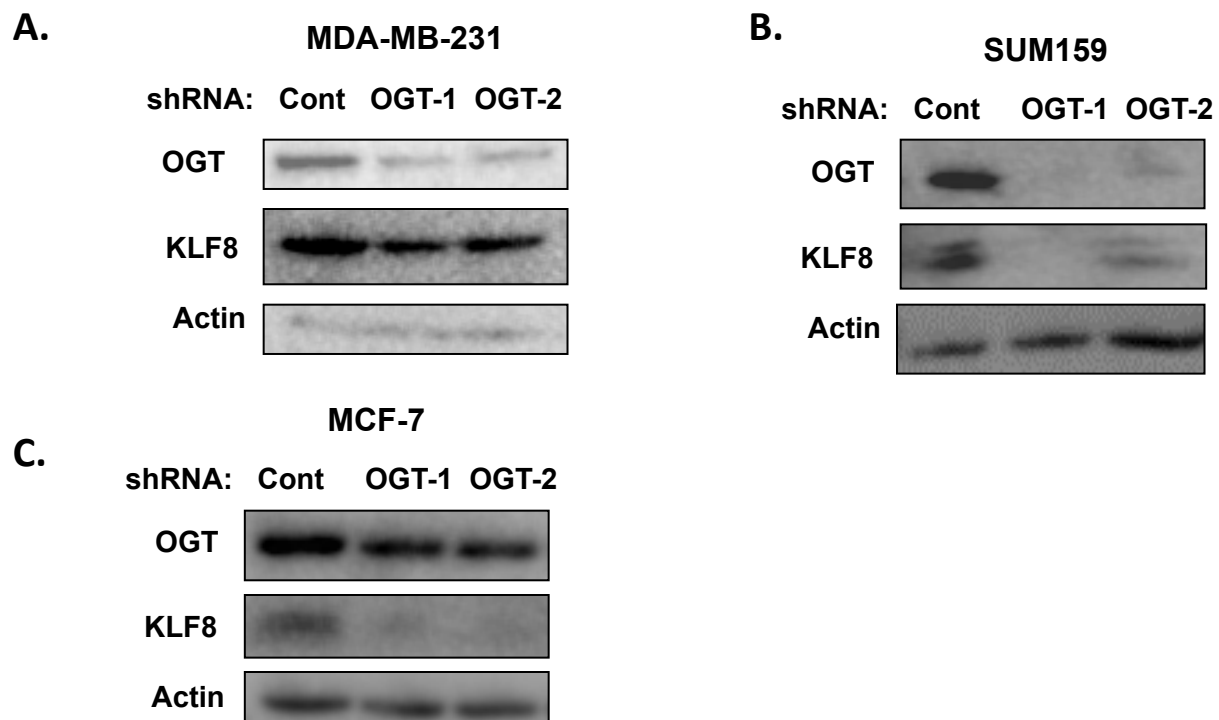 A.
MDA-MB-231
shRNA: Cont OGT-1 OGT-2
OGT
KLF8
Actin
B.
SUM159
shRNA: Cont OGT-1 OGT-2
OGT
KLF8
Actin
C.
MCF-7
shRNA: Cont OGT-1 OGT-2
OGT
KLF8
Actin